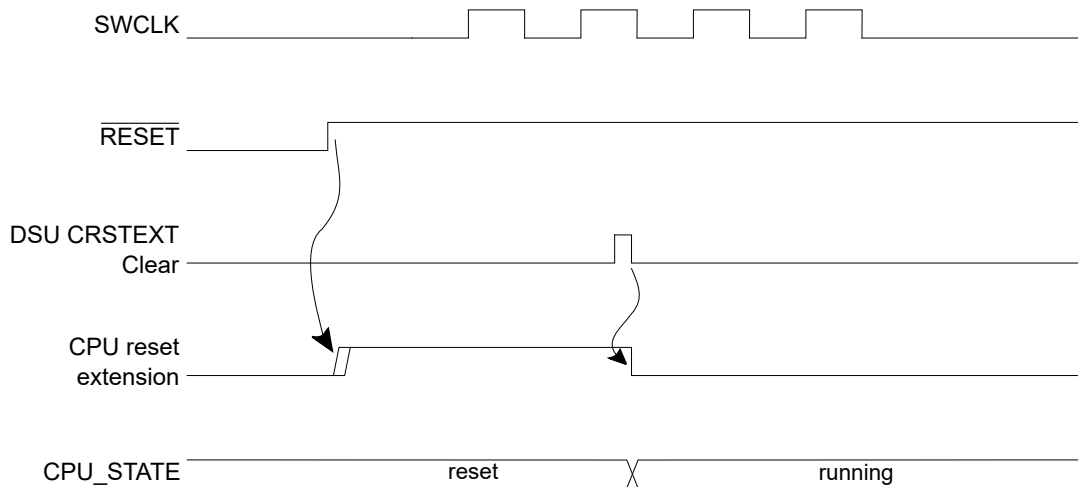 SWCLK
RESET
DSU CRSTEXT
Clear
CPU reset
extension
CPU_STATE
reset
running